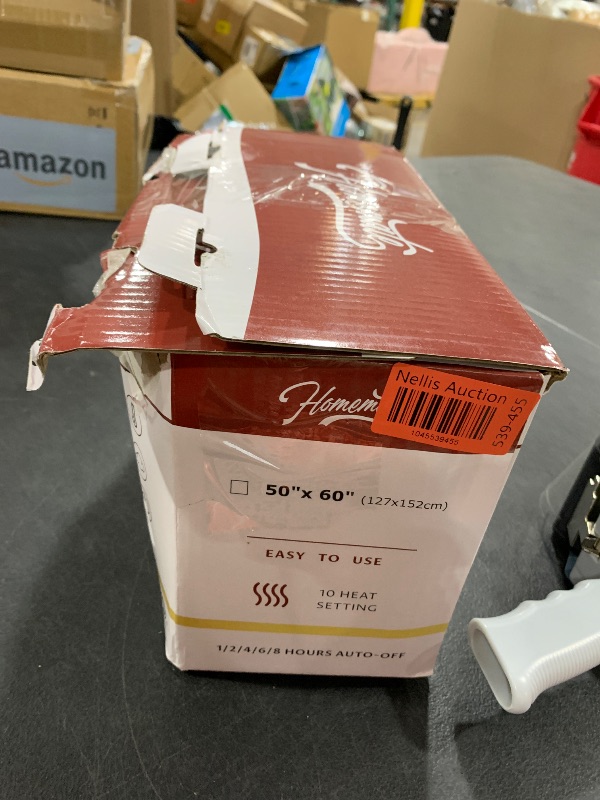 amazon
Homem
Nellis Auction
539-455
1045539455
50"x 60" (127x152cm)
EASY TO USE
10 HEAT
SETTING
1/2/4/6/8 HOURS AUTO-OFF